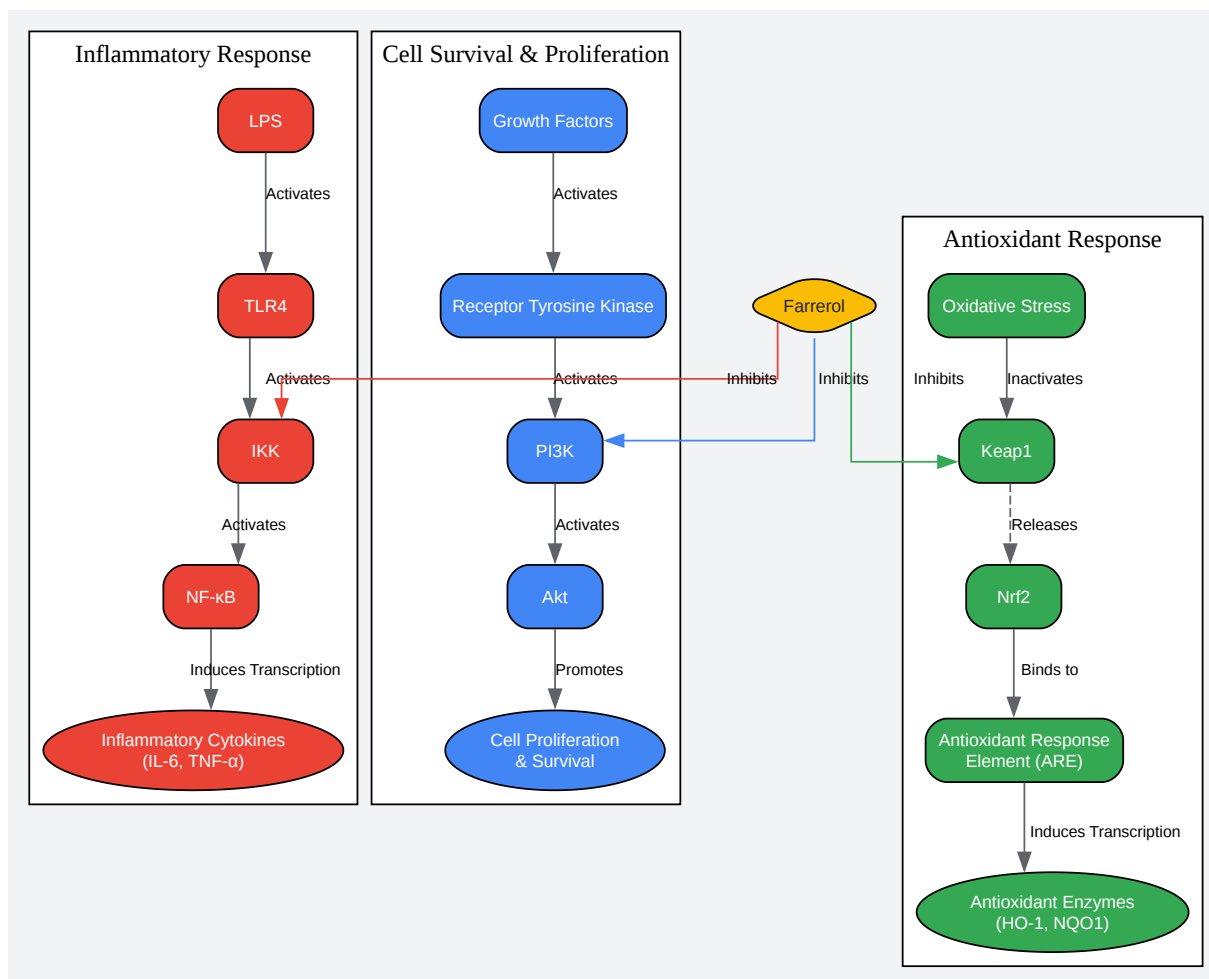 Inflammatory Response
LPS
Activates
TLR4
Activates
IKK
Activates
NF-κB
Induces Transcription
Inflammatory Cytokines
(IL-6, TNF-α)
Cell Survival & Proliferation
Growth Factors
Activates
Receptor Tyrosine Kinase
Activates
PI3K
Activates
Akt
Promotes
Cell Proliferation
& Survival
Farrerol
Inhibits
Inhibits
Inhibits
Antioxidant Response
Oxidative Stress
Inactivates
Keap1
Releases
Nrf2
Binds to
Antioxidant Response
Element (ARE)
Induces Transcription
Antioxidant Enzymes
(HO-1, NQO1)